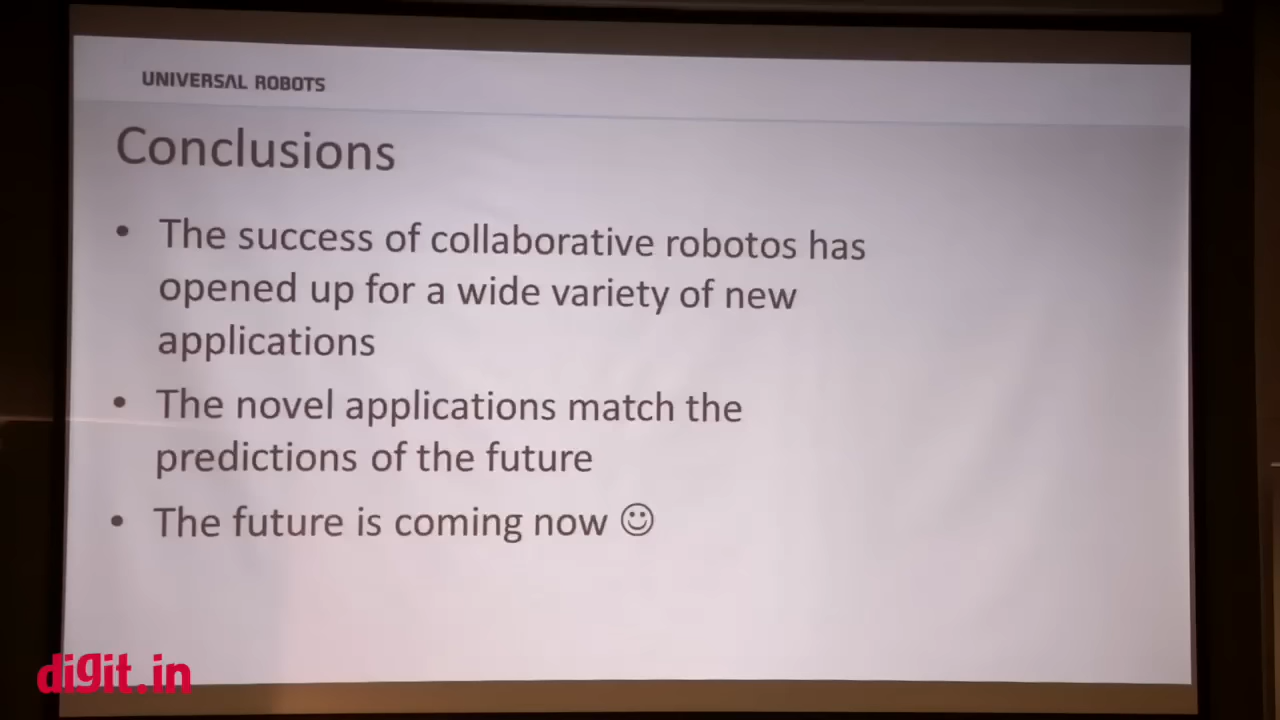 UNIVERSAL ROBOTS
Conclusions
• The success of collaborative robotos has
opened up for a wide variety of new
applications
• The novel applications match the
predictions of the future
• The future is coming now ☺
digit.in